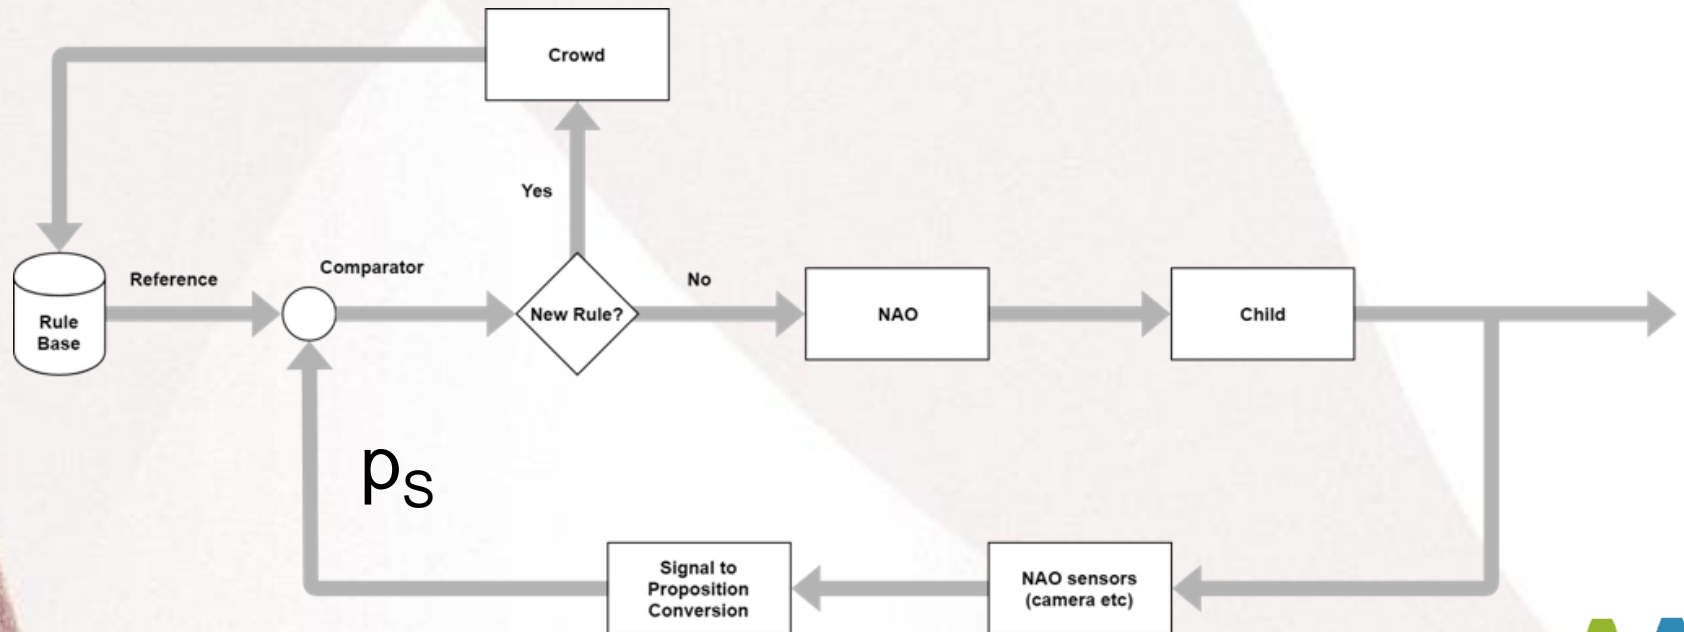 Crowd
Yes
Reference
Comparator
No
Rule
Base
New Rule?
NAO
Child
pS
Signal to
Proposition
Conversion
NAO sensors
(camera etc)